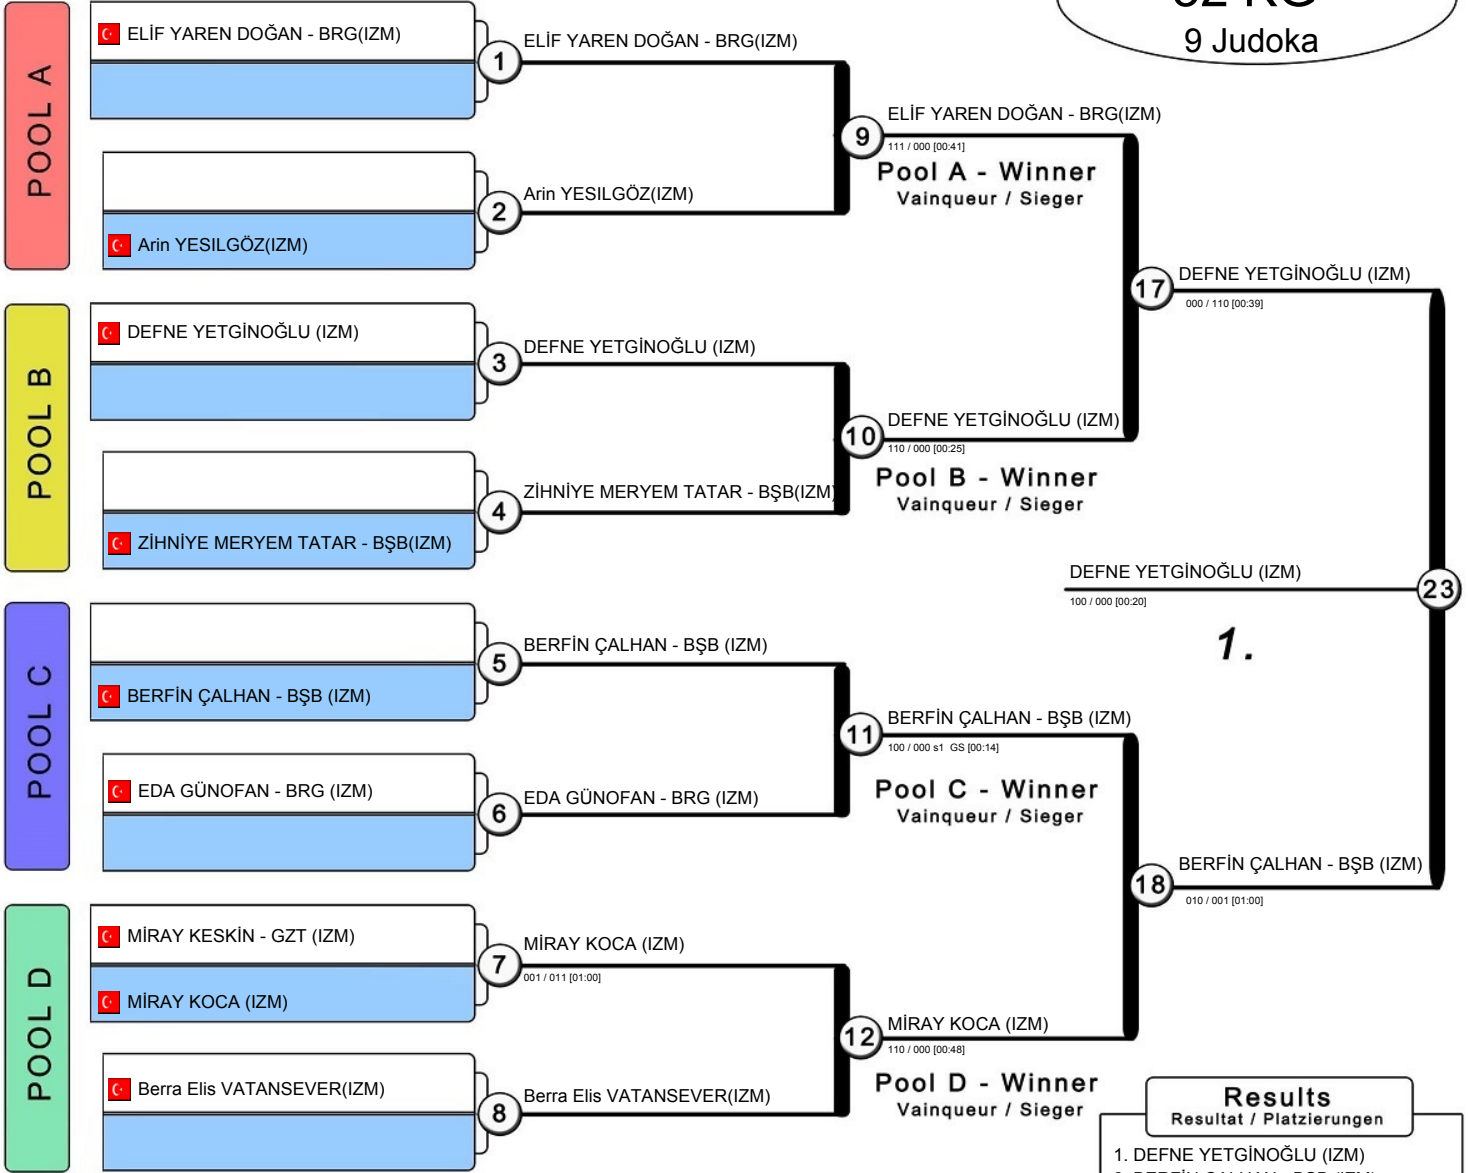 9 Judoka
POOL A
ELİF YAREN DOĞAN - BRG(IZM)
1
ELİF YAREN DOĞAN - BRG(IZM)
2
Arin YESILGÖZ(IZM)
Arin YESILGÖZ(IZM)
9
ELİF YAREN DOĞAN - BRG(IZM)
111 / 000 [00:41]
Pool A - Winner
Vainqueur / Sieger
POOL B
DEFNE YETGİNOĞLU (IZM)
3
DEFNE YETGİNOĞLU (IZM)
4
ZİHNİYE MERYEM TATAR - BŞB(IZM)
ZİHNİYE MERYEM TATAR - BŞB(IZM)
10
DEFNE YETGİNOĞLU (IZM)
110 / 000 [00:25]
Pool B - Winner
Vainqueur / Sieger
17
DEFNE YETGİNOĞLU (IZM)
000 / 110 [00:39]
DEFNE YETGİNOĞLU (IZM)
23
100 / 000 [00:20]
1.
POOL C
5
BERFİN ÇALHAN - BŞB (IZM)
BERFİN ÇALHAN - BŞB (IZM)
EDA GÜNOFAN - BRG (IZM)
6
EDA GÜNOFAN - BRG (IZM)
11
BERFİN ÇALHAN - BŞB (IZM)
100 / 000 s1 GS [00:14]
Pool C - Winner
Vainqueur / Sieger
18
BERFİN ÇALHAN - BŞB (IZM)
010 / 001 [01:00]
POOL D
MİRAY KESKİN - GZT (IZM)
7
MİRAY KOCA (IZM)
001 / 011 [01:00]
MİRAY KOCA (IZM)
Berra Elis VATANSEVER(IZM)
8
Berra Elis VATANSEVER(IZM)
12
MİRAY KOCA (IZM)
110 / 000 [00:48]
Pool D - Winner
Vainqueur / Sieger
Results
Resultat / Platzierungen
1. DEFNE YETGİNOĞLU (IZM)